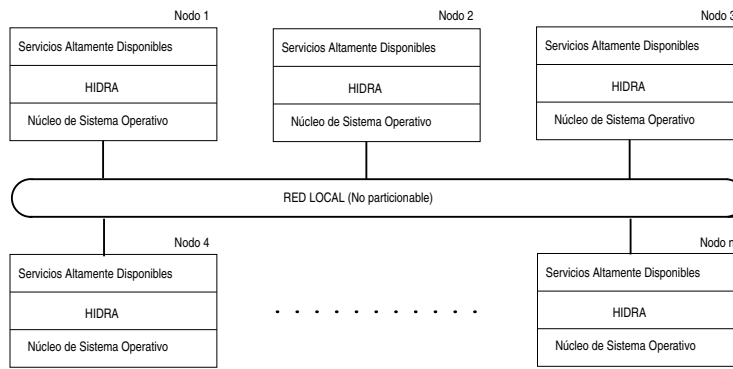 Nodo 1
Nodo 2
Nodo 3
Servicios Altamente Disponibles
Servicios Altamente Disponibles
Servicios Altamente Disponibles
HIDRA
HIDRA
HIDRA
Núcleo de Sistema Operativo
Núcleo de Sistema Operativo
Núcleo de Sistema Operativo
RED LOCAL (No particionable)
Nodo 4
Nodo n
Servicios Altamente Disponibles
Servicios Altamente Disponibles
HIDRA
HIDRA
Núcleo de Sistema Operativo
Núcleo de Sistema Operativo